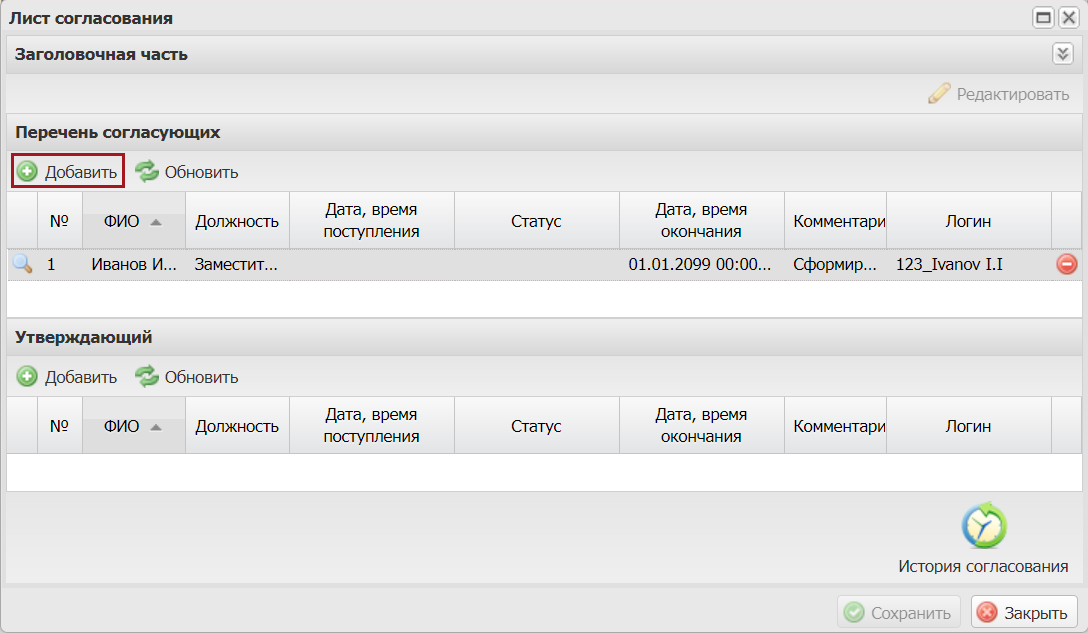 Лист согласования
Заголовочная часть
Редактировать
Перечень согласующих
Добавить Обновить
№ ФИО Должность Дата, время поступления Статус Дата, время окончания Комментари Логин
1 Иванов И... Заместит... 01.01.2099 00:00... Сформир... 123_Ivanov I.I
Утверждающий
Добавить Обновить
№ ФИО Должность Дата, время поступления Статус Дата, время окончания Комментари Логин
История согласования
Сохранить Закрыть